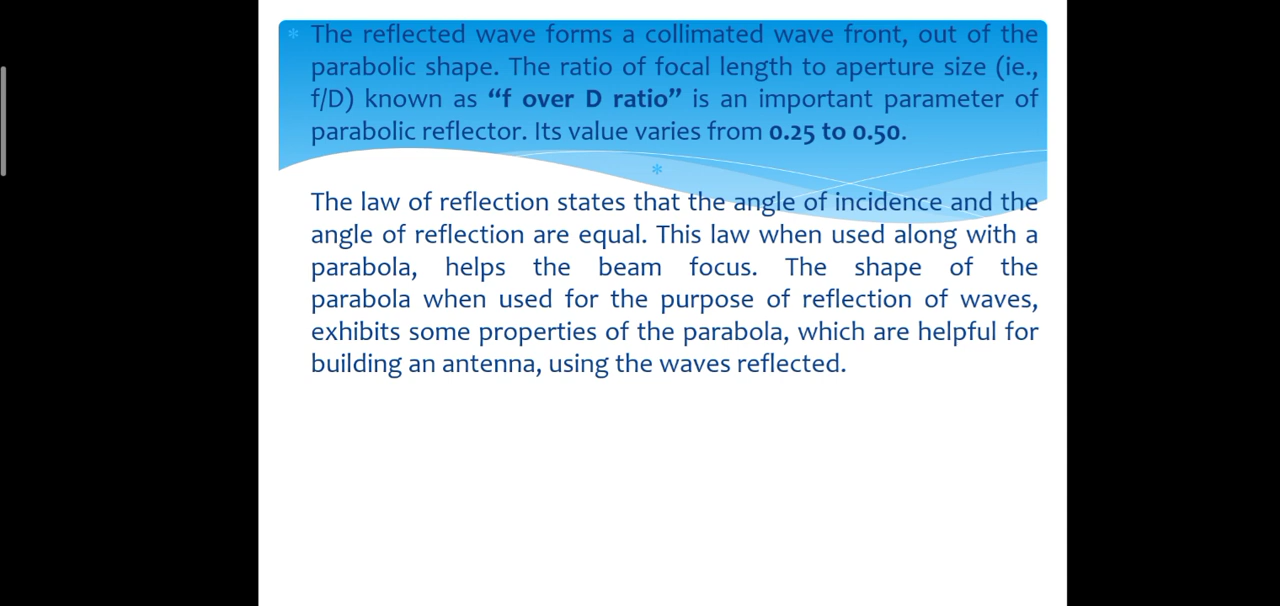 * The reflected wave forms a collimated wave front, out of the
parabolic shape. The ratio of focal length to aperture size (ie.,
f/D) known as “f over D ratio” is an important parameter of
parabolic reflector. Its value varies from 0.25 to 0.50.
*
The law of reflection states that the angle of incidence and the
angle of reflection are equal. This law when used along with a
parabola, helps the beam focus. The shape of the
parabola when used for the purpose of reflection of waves,
exhibits some properties of the parabola, which are helpful for
building an antenna, using the waves reflected.